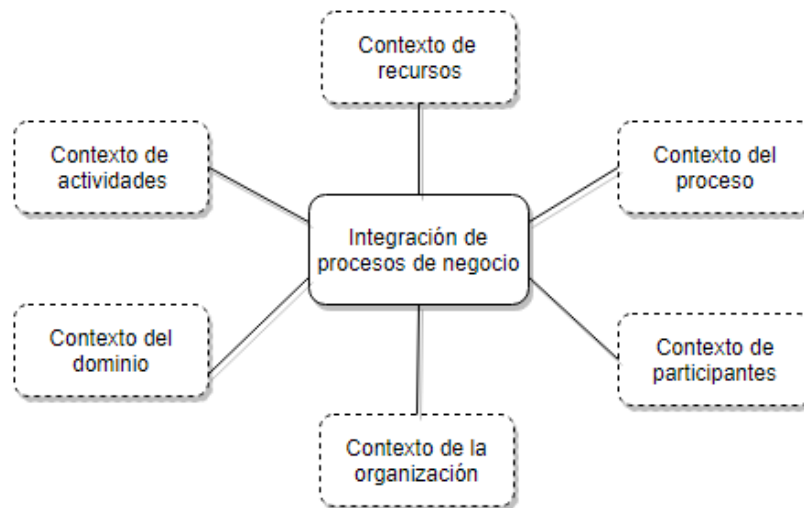 Contexto de
recursos
Contexto de
actividades
Contexto del
proceso
Integración de
procesos de negocio
Contexto del
dominio
Contexto de
participantes
Contexto de la
organización